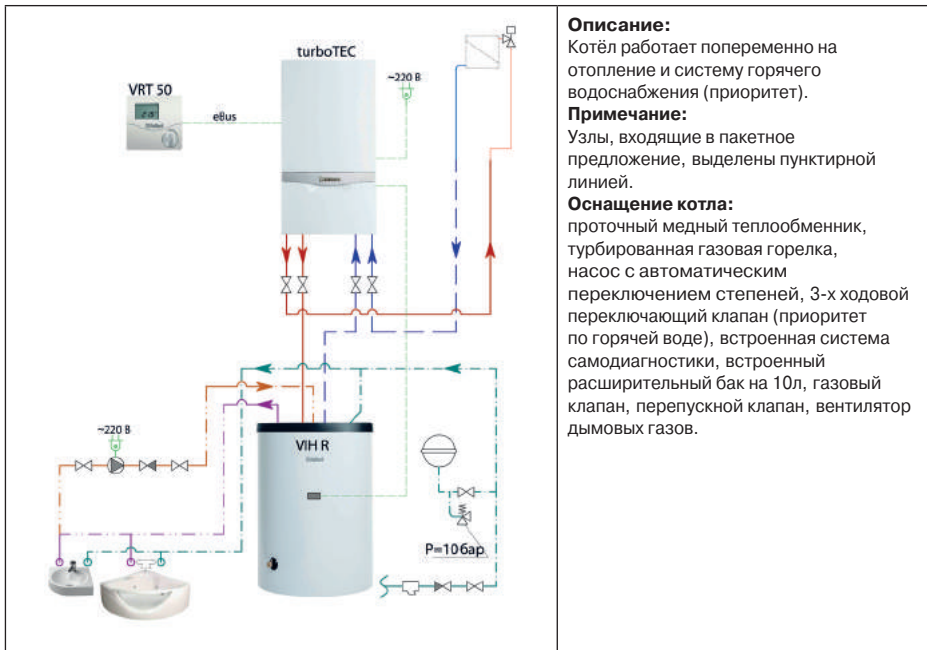 turboTEC
~220 В
VRT 50
eBus
~220 В
VIH R
Vaillant
P=10бар
Описание:
Котёл работает попеременно на
отопление и систему горячего
водоснабжения (приоритет).
Примечание:
Узлы, входящие в пакетное
предложение, выделены пунктирной
линией.
Оснащение котла:
проточный медный теплообменник,
турбированная газовая горелка,
насос с автоматическим
переключением степеней, 3-х ходовой
переключающий клапан (приоритет
по горячей воде), встроенная система
самодиагностики, встроенный
расширительный бак на 10л, газовый
клапан, перепускной клапан, вентилятор
дымовых газов.